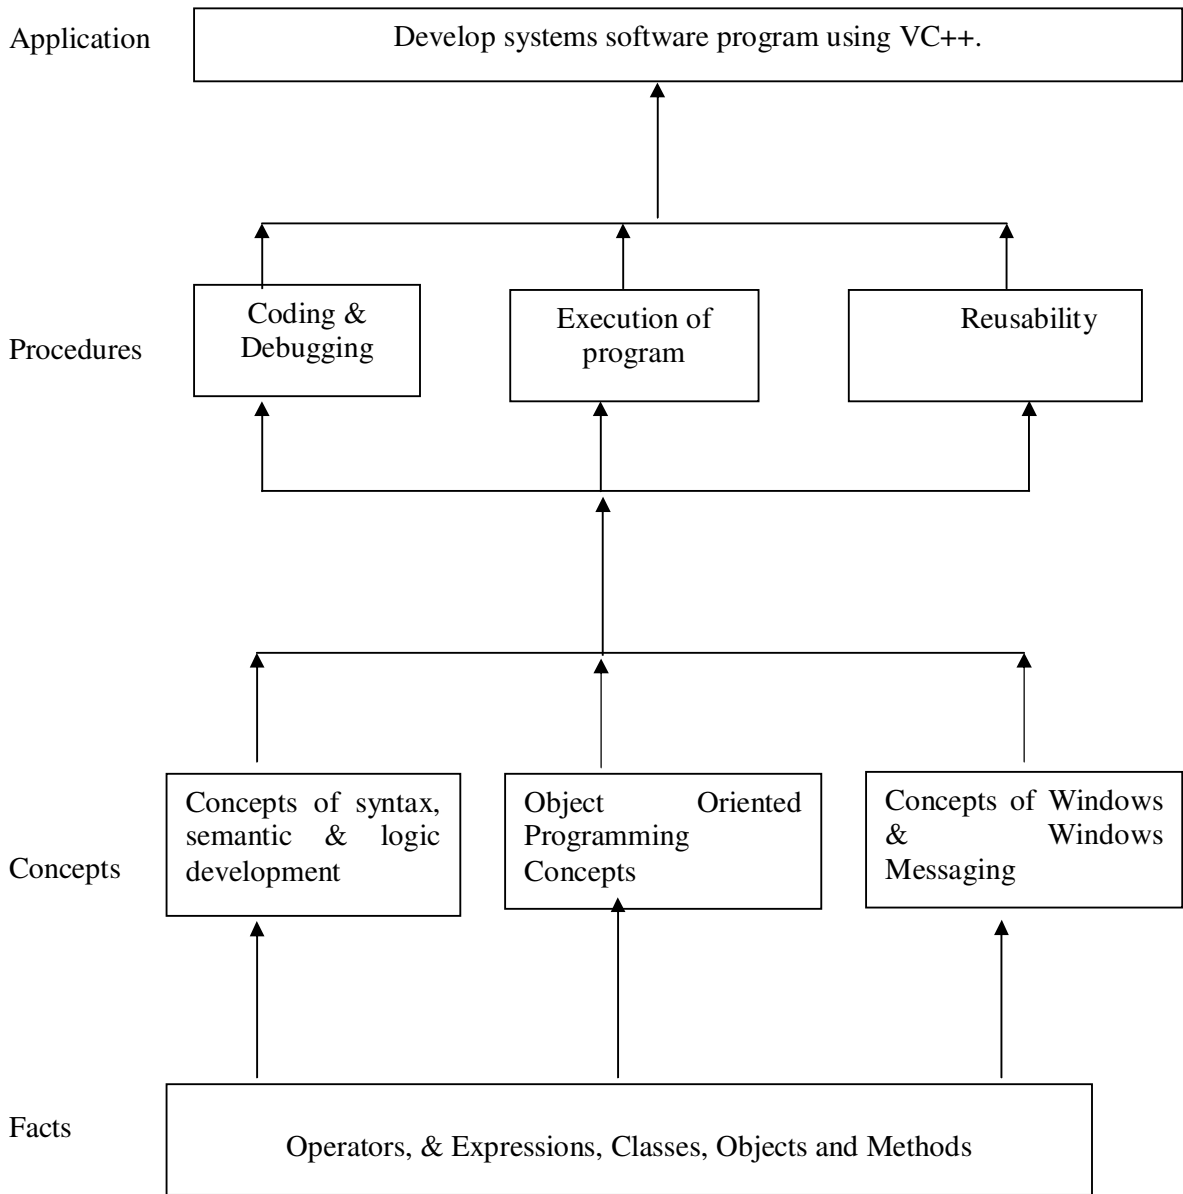 Application
Develop systems software program using VC++.
Procedures
Coding &
Debugging
Execution of
program
Reusability
Concepts
Concepts of syntax,
semantic & logic
development
Object Oriented
Programming
Concepts
Concepts of Windows
& Windows
Messaging
Facts
Operators, & Expressions, Classes, Objects and Methods